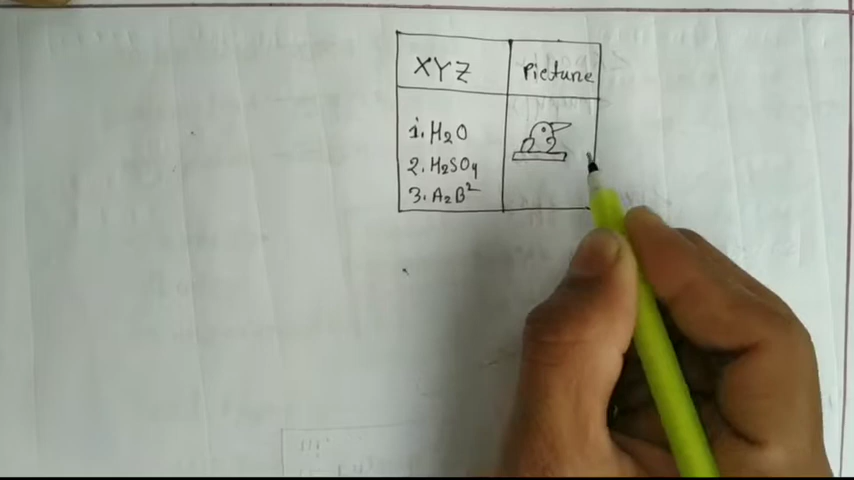 XYZ
Picture
1. H₂O
2. H₂SO₄
3. A₂B²